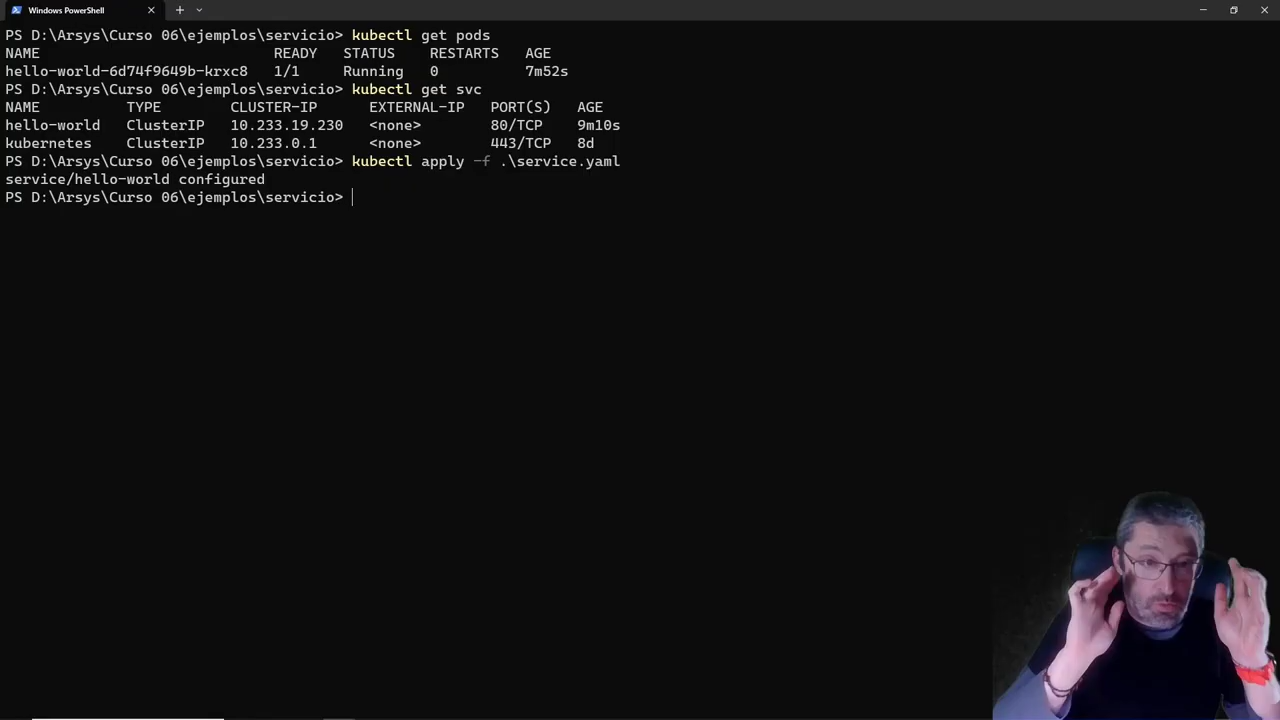 Windows PowerShell
PS D:\Arsys\Curso 06\ejemplos\servicio> kubectl get pods
NAME READY STATUS RESTARTS AGE
hello-world-6d74f9649b-krxc8 1/1 Running 0 7m52s
PS D:\Arsys\Curso 06\ejemplos\servicio> kubectl get svc
NAME TYPE CLUSTER-IP EXTERNAL-IP PORT(S) AGE
hello-world ClusterIP 10.233.19.230 <none> 80/TCP 9m10s
kubernetes ClusterIP 10.233.0.1 <none> 443/TCP 8d
PS D:\Arsys\Curso 06\ejemplos\servicio> kubectl apply -f .\service.yaml
service/hello-world configured
PS D:\Arsys\Curso 06\ejemplos\servicio>